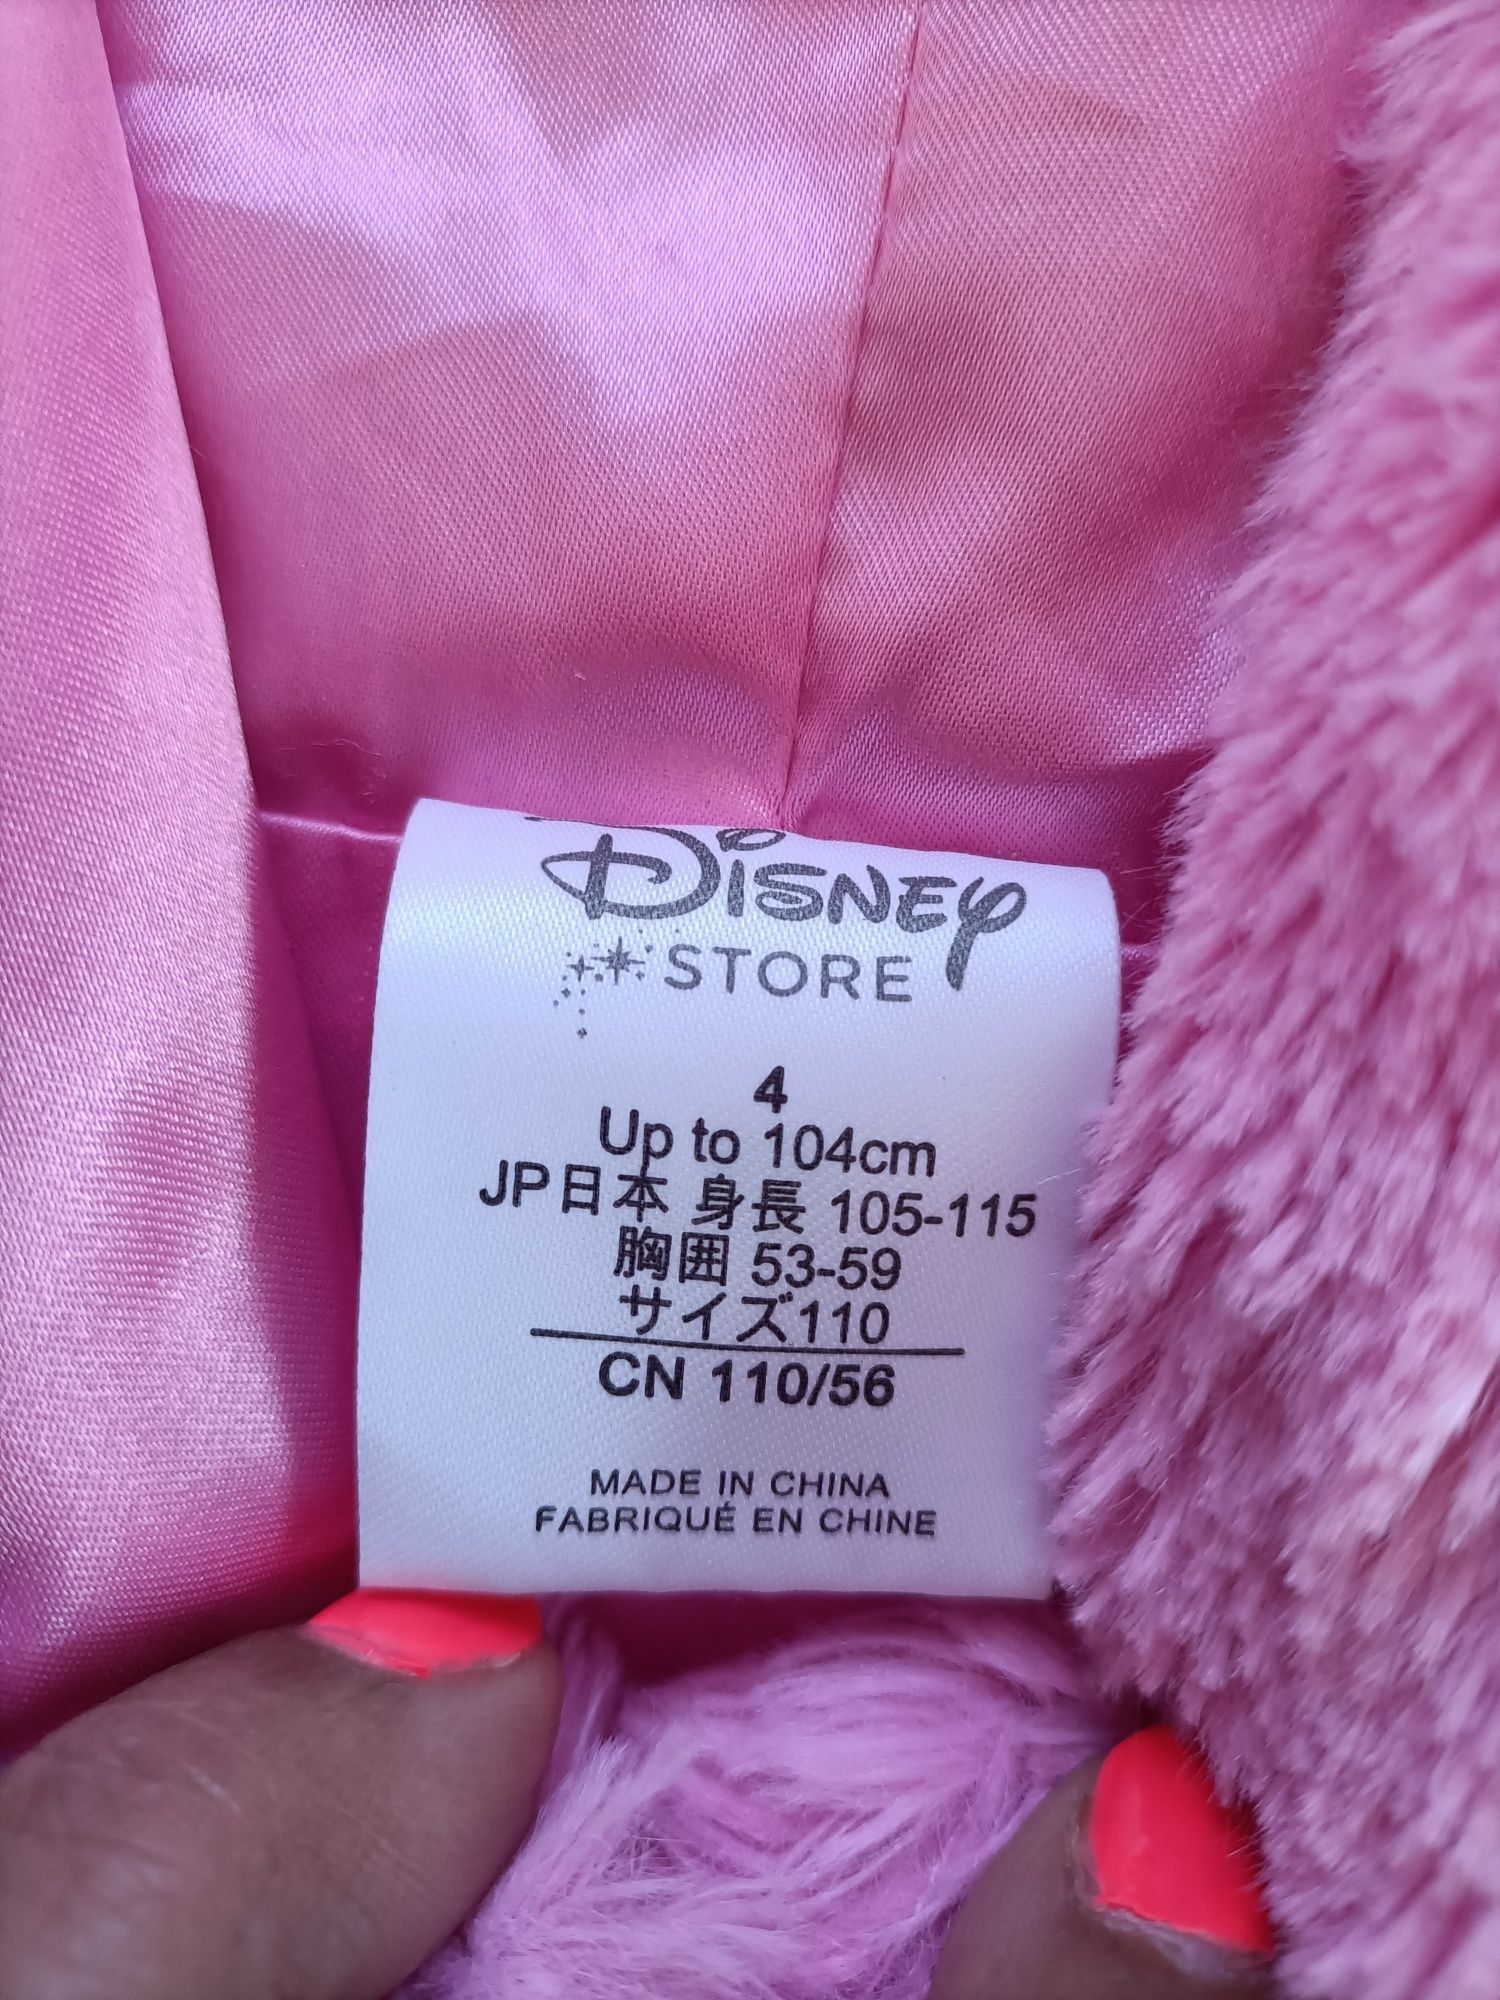 Disney
STORE
4
Up to 104cm
JP日本 身長 105-115
胸囲 53-59
サイズ110
CN 110/56
MADE IN CHINA
FABRIQUÉ EN CHINE